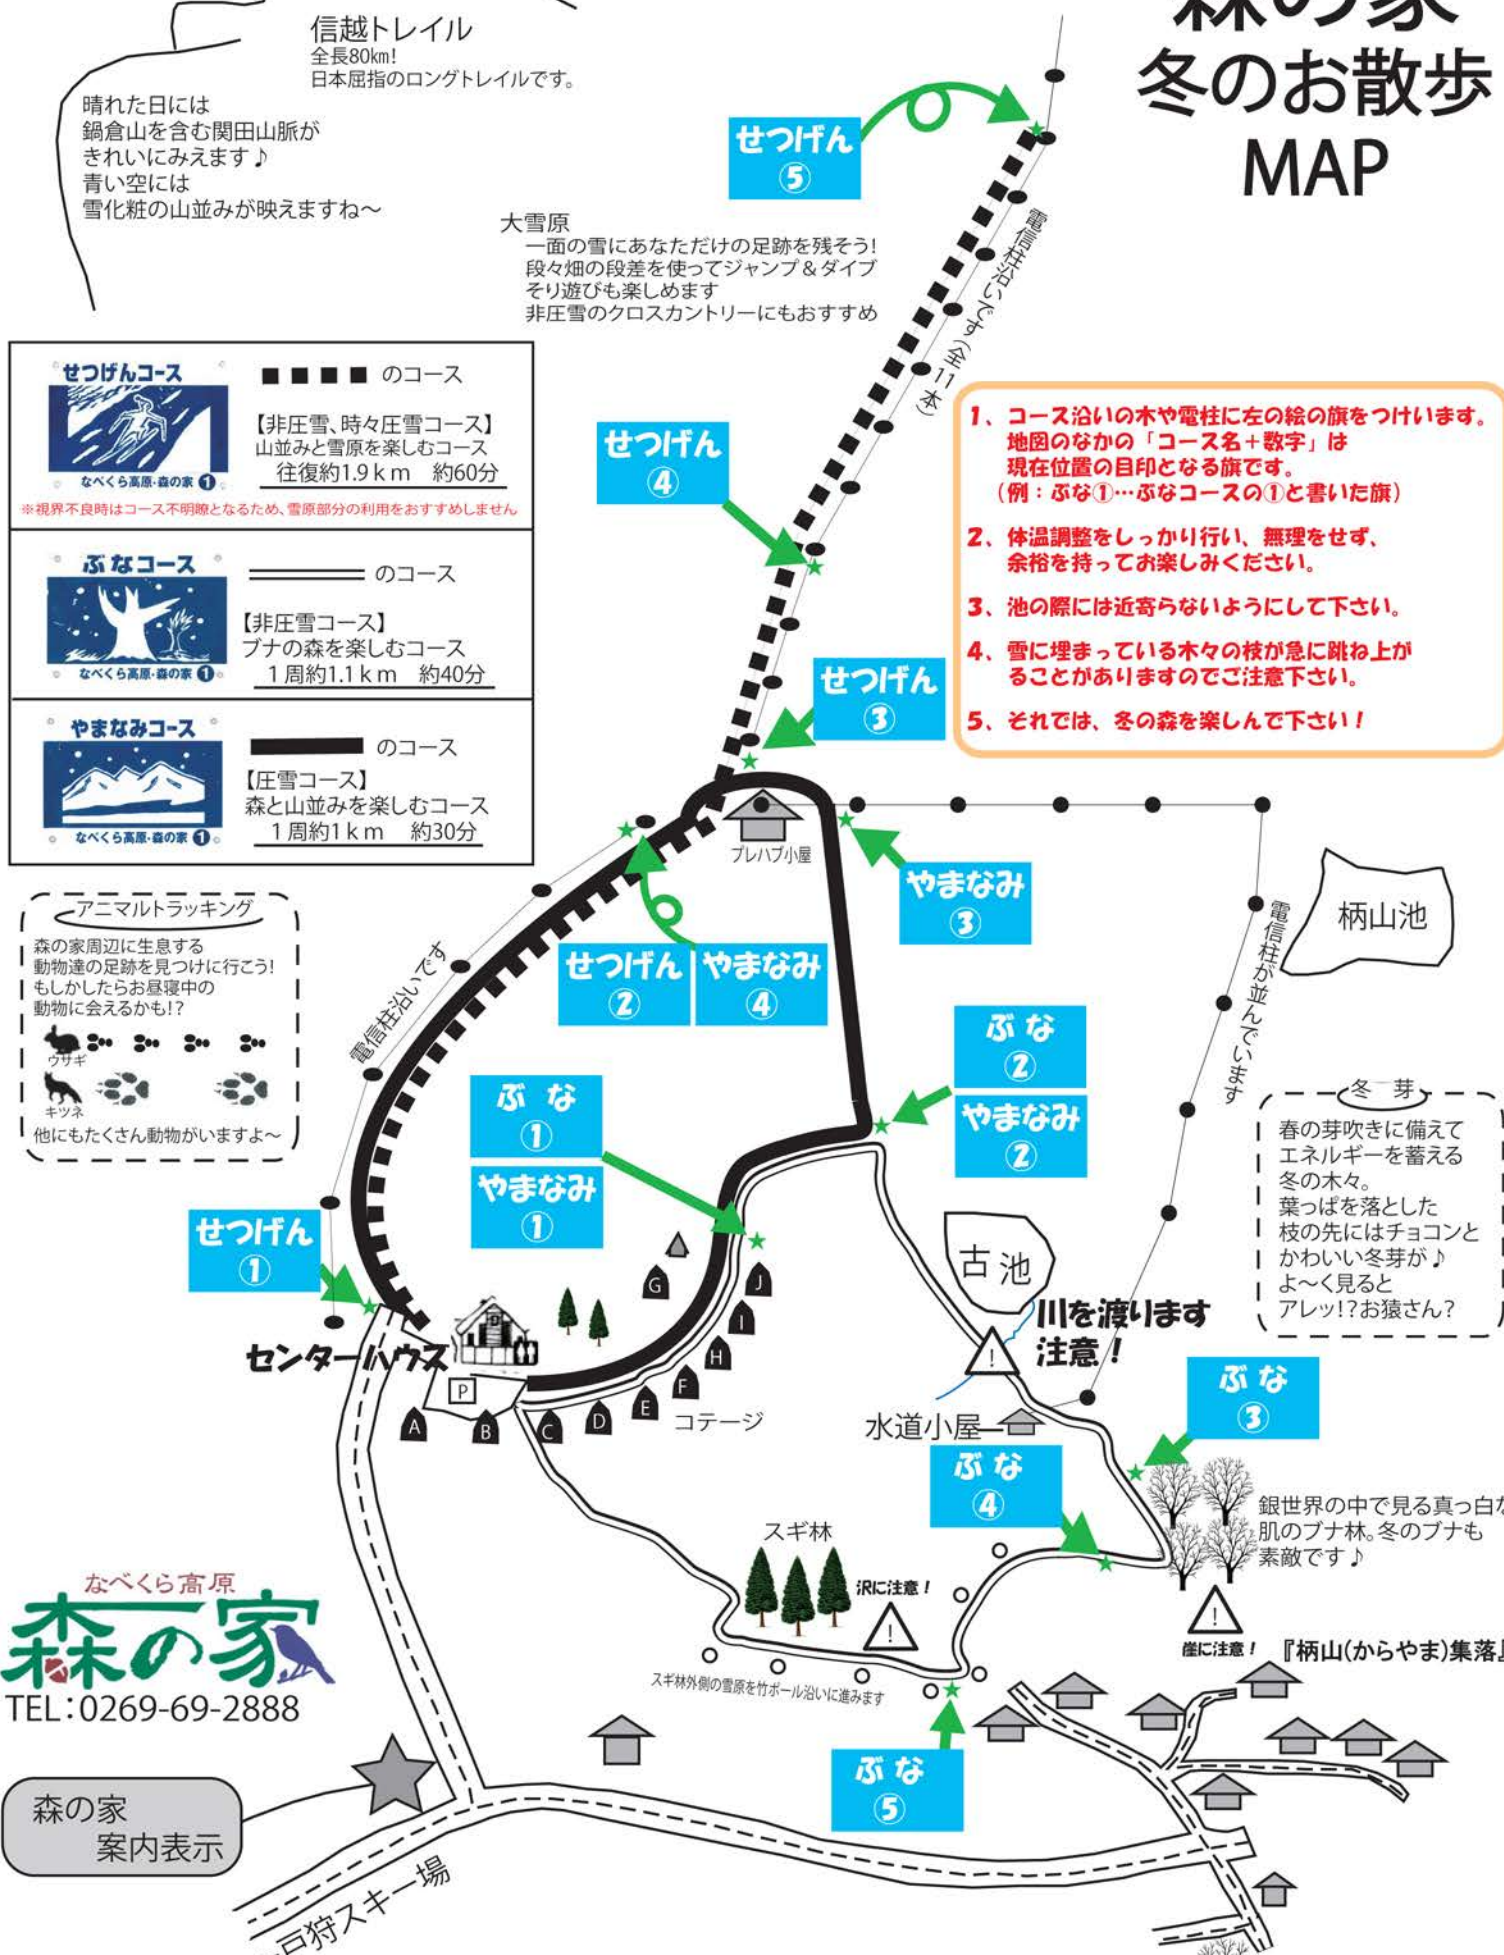 森の家
冬のお散歩
MAP
信越トレイル
全長80km!
日本屈指のロングトレイルです。
晴れた日には
鍋倉山を含む関田山脈が
きれいにみえます♪
青い空には
雪化粧の山並みが映えますね～
せつげん
⑤
大雪原
一面の雪にあなただけの足跡を残そう!
段々畑の段差を使ってジャンプ&ダイブ
そり遊びも楽しめます
非圧雪のクロスカントリーにもおすすめ
電信柱沿いです(全11本)
せつげんコース
なべくら高原・森の家 ❶
のコース
【非圧雪、時々圧雪コース】
山並みと雪原を楽しむコース
往復約1.9km 約60分
※視界不良時はコース不明瞭となるため、雪原部分の利用をおすすめしません
ぶなコース
なべくら高原・森の家 ❶
のコース
【非圧雪コース】
ブナの森を楽しむコース
1周約1.1km 約40分
やまなみコース
なべくら高原・森の家 ❶
のコース
【圧雪コース】
森と山並みを楽しむコース
1周約1km 約30分
せつげん
④
1、コース沿いの木や電柱に左の絵の旗をつけいます。
地図のなかの「コース名+数字」は
現在位置の目印となる旗です。
(例：ぶな①…ぶなコースの①と書いた旗)
2、体温調整をしっかり行い、無理をせず、
余裕を持ってお楽しみください。
3、池の際には近寄らないようにして下さい。
4、雪に埋まっている木々の枝が急に跳ね上が
ることがありますのでご注意下さい。
5、それでは、冬の森を楽しんで下さい！
せつげん
③
プレハブ小屋
やまなみ
③
アニマルトラッキング
森の家周辺に生息する
動物達の足跡を見つけに行こう!
もしかしたらお昼寝中の
動物に会えるかも!?
ウサギ
キツネ
他にもたくさん動物がいますよ～
電信柱沿いです
せつげん
②
やまなみ
④
柄山池
電信柱が並んでいます
ぶな
②
やまなみ
②
ぶな
①
やまなみ
①
冬芽
春の芽吹きに備えて
エネルギーを蓄える
冬の木々。
葉っぱを落とした
枝の先にはチョコンと
かわいい冬芽が♪
よ～く見ると
アレッ!?お猿さん?
せつげん
①
古池
川を渡ります
注意！
センターハウス
P
A
B
C
D
E
F
G
H
I
J
コテージ
水道小屋
ぶな
③
ぶな
④
銀世界の中で見る真っ白な
肌のブナ林。冬のブナも
素敵です♪
スギ林
沢に注意！
!
!
!
崖に注意！
『柄山(からやま)集落』
スギ林外側の雪原を竹ポール沿いに進みます
ぶな
⑤
なべくら高原
森の家
TEL:0269-69-2888
森の家
案内表示
戸狩スキー場